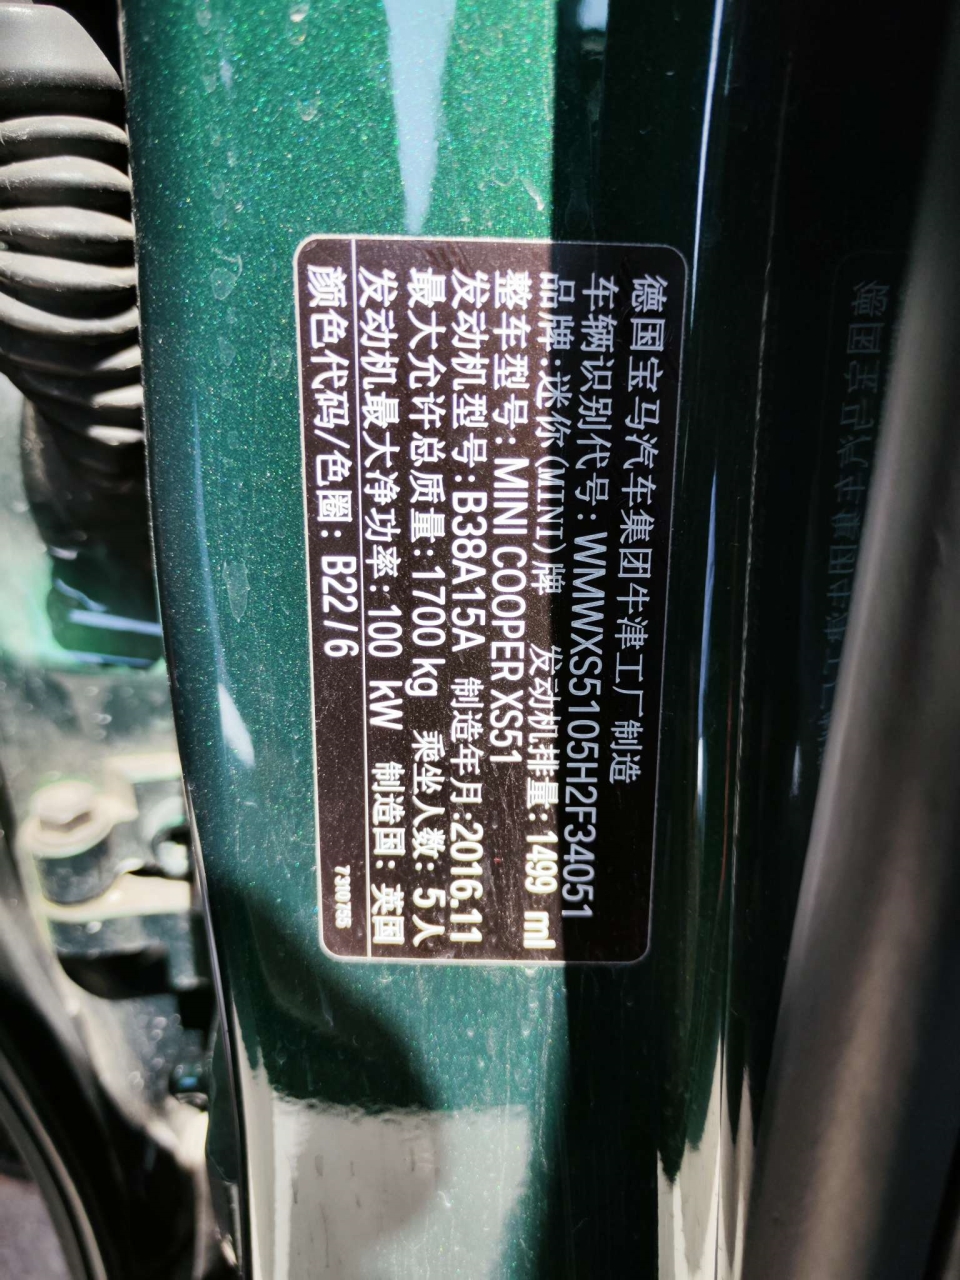 德国宝马汽车集团牛津工厂制造
车辆识别代号: WMWXS5105H2F34051
品牌: 迷你(MINI)牌 发动机排量: 1499 ml
整车型号: MINI COOPER XS51
发动机型号: B38A15A 制造年月: 2016.11
最大允许总质量: 1700 kg 乘坐人数: 5人
发动机最大净功率: 100 kW 制造国: 英国
颜色代码/色圈: B22/6
7310755